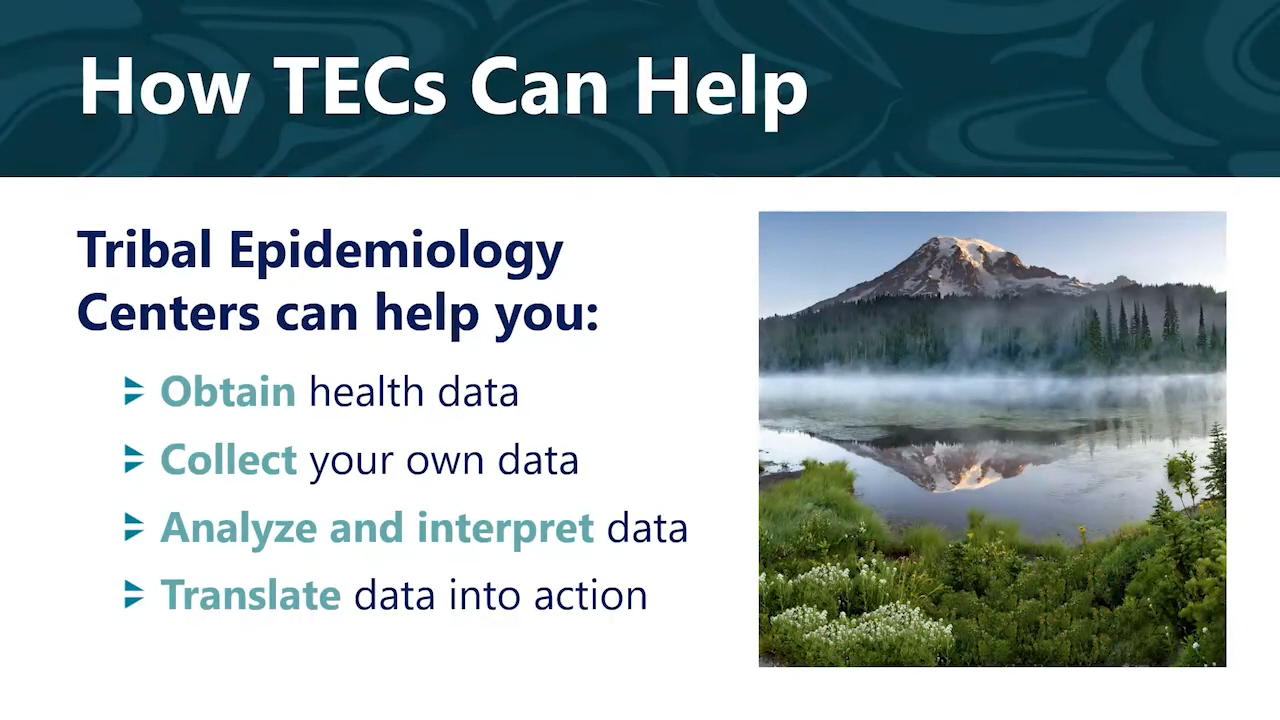 How TECs Can Help
Tribal Epidemiology
Centers can help you:
Obtain health data
Collect your own data
Analyze and interpret data
Translate data into action